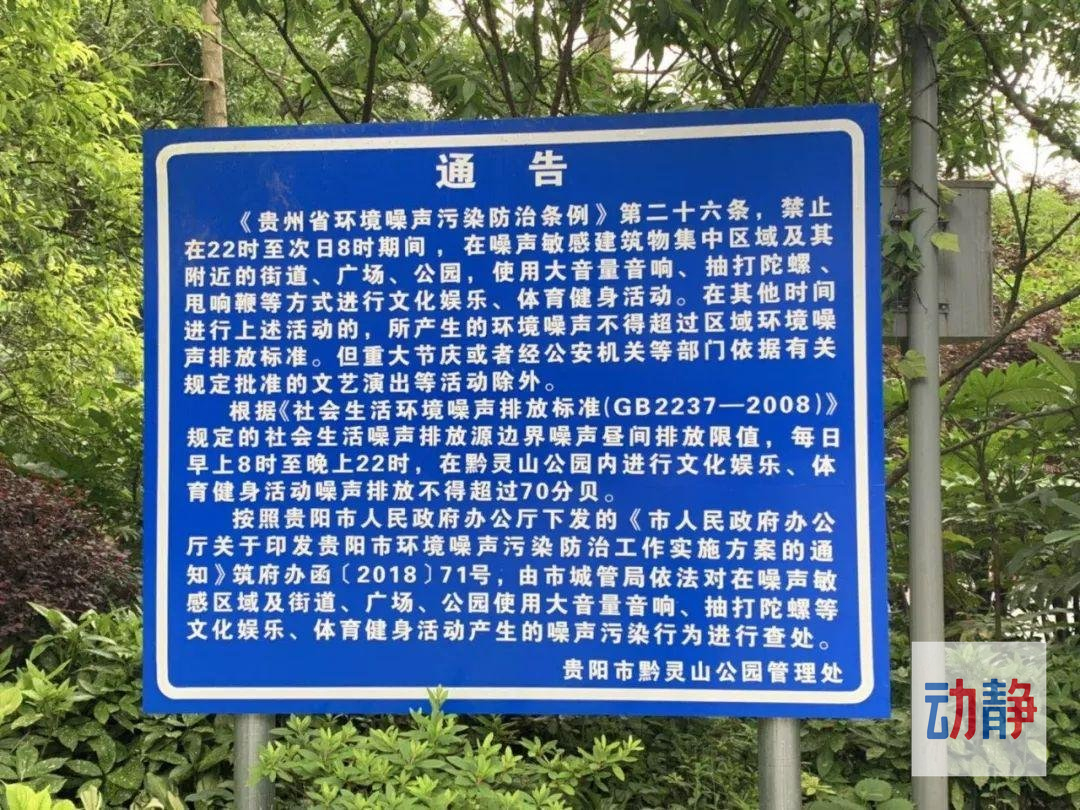 通 告
《贵州省环境噪声污染防治条例》第二十六条，禁止
在22时至次日8时期间，在噪声敏感建筑物集中区域及其
附近的街道、广场、公园，使用大音量音响、抽打陀螺、
甩响鞭等方式进行文化娱乐、体育健身活动。在其他时间
进行上述活动的，所产生的环境噪声不得超过区域环境噪
声排放标准。但重大节庆或者经公安机关等部门依据有关
规定批准的文艺演出等活动除外。
根据《社会生活环境噪声排放标准(GB2237—2008)》
规定的社会生活噪声排放源边界噪声昼间排放限值，每日
早上8时至晚上22时，在黔灵山公园内进行文化娱乐、体
育健身活动噪声排放不得超过70分贝。
按照贵阳市人民政府办公厅下发的《市人民政府办公
厅关于印发贵阳市环境噪声污染防治工作实施方案的通
知》筑府办函〔2018〕71号，由市城管局依法对在噪声敏
感区域及街道、广场、公园使用大音量音响、抽打陀螺等
文化娱乐、体育健身活动产生的噪声污染行为进行查处。
贵阳市黔灵山公园管理处
动静